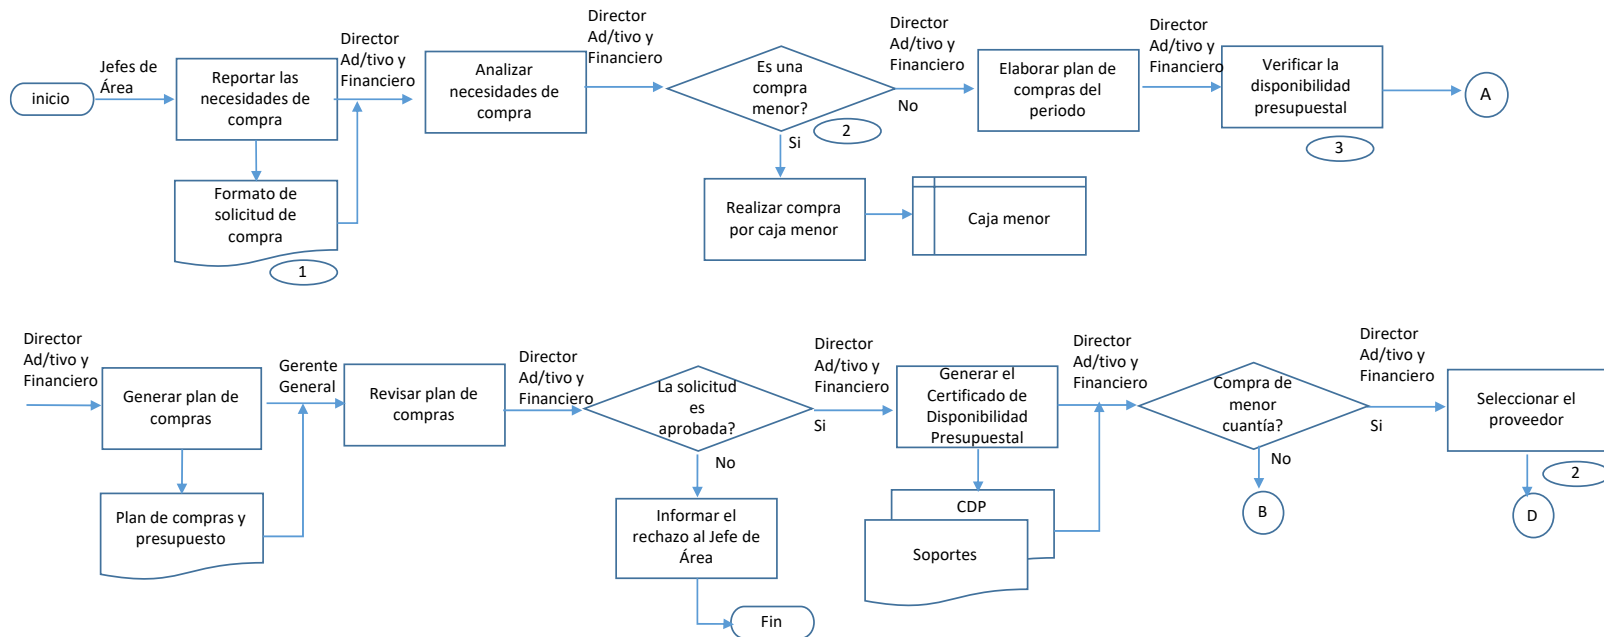 inicio
Jefes de
Área
Reportar las
necesidades de
compra
Formato de
solicitud de
compra
1
Director
Ad/tivo y
Financiero
Analizar
necesidades de
compra
Director
Ad/tivo y
Financiero
Es una
compra
menor?
2
Si
No
Realizar compra
por caja menor
Caja menor
Director
Ad/tivo y
Financiero
Elaborar plan de
compras del
periodo
Director
Ad/tivo y
Financiero
Verificar la
disponibilidad
presupuestal
3
A
Director
Ad/tivo y
Financiero
Generar plan de
compras
Plan de compras y
presupuesto
Gerente
General
Revisar plan de
compras
Director
Ad/tivo y
Financiero
La solicitud
es
aprobada?
No
Si
Informar el
rechazo al Jefe de
Área
Fin
Director
Ad/tivo y
Financiero
Generar el
Certificado de
Disponibilidad
Presupuestal
CDP
Soportes
Director
Ad/tivo y
Financiero
Compra de
menor
cuantía?
No
B
Si
Director
Ad/tivo y
Financiero
Seleccionar el
proveedor
2
D